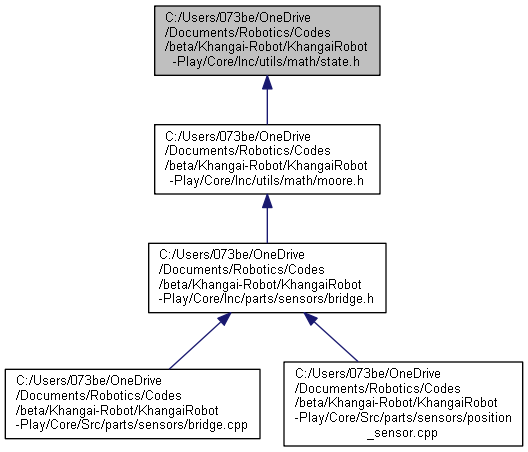 C:/Users/073be/OneDrive
/Documents/Robotics/Codes
/beta/Khangai-Robot/KhangaiRobot
-Play/Core/Inc/utils/math/state.h
C:/Users/073be/OneDrive
/Documents/Robotics/Codes
/beta/Khangai-Robot/KhangaiRobot
-Play/Core/Inc/utils/math/moore.h
C:/Users/073be/OneDrive
/Documents/Robotics/Codes
/beta/Khangai-Robot/KhangaiRobot
-Play/Core/Inc/parts/sensors/bridge.h
C:/Users/073be/OneDrive
/Documents/Robotics/Codes
/beta/Khangai-Robot/KhangaiRobot
-Play/Core/Src/parts/sensors/bridge.cpp
C:/Users/073be/OneDrive
/Documents/Robotics/Codes
/beta/Khangai-Robot/KhangaiRobot
-Play/Core/Src/parts/sensors/position
_sensor.cpp